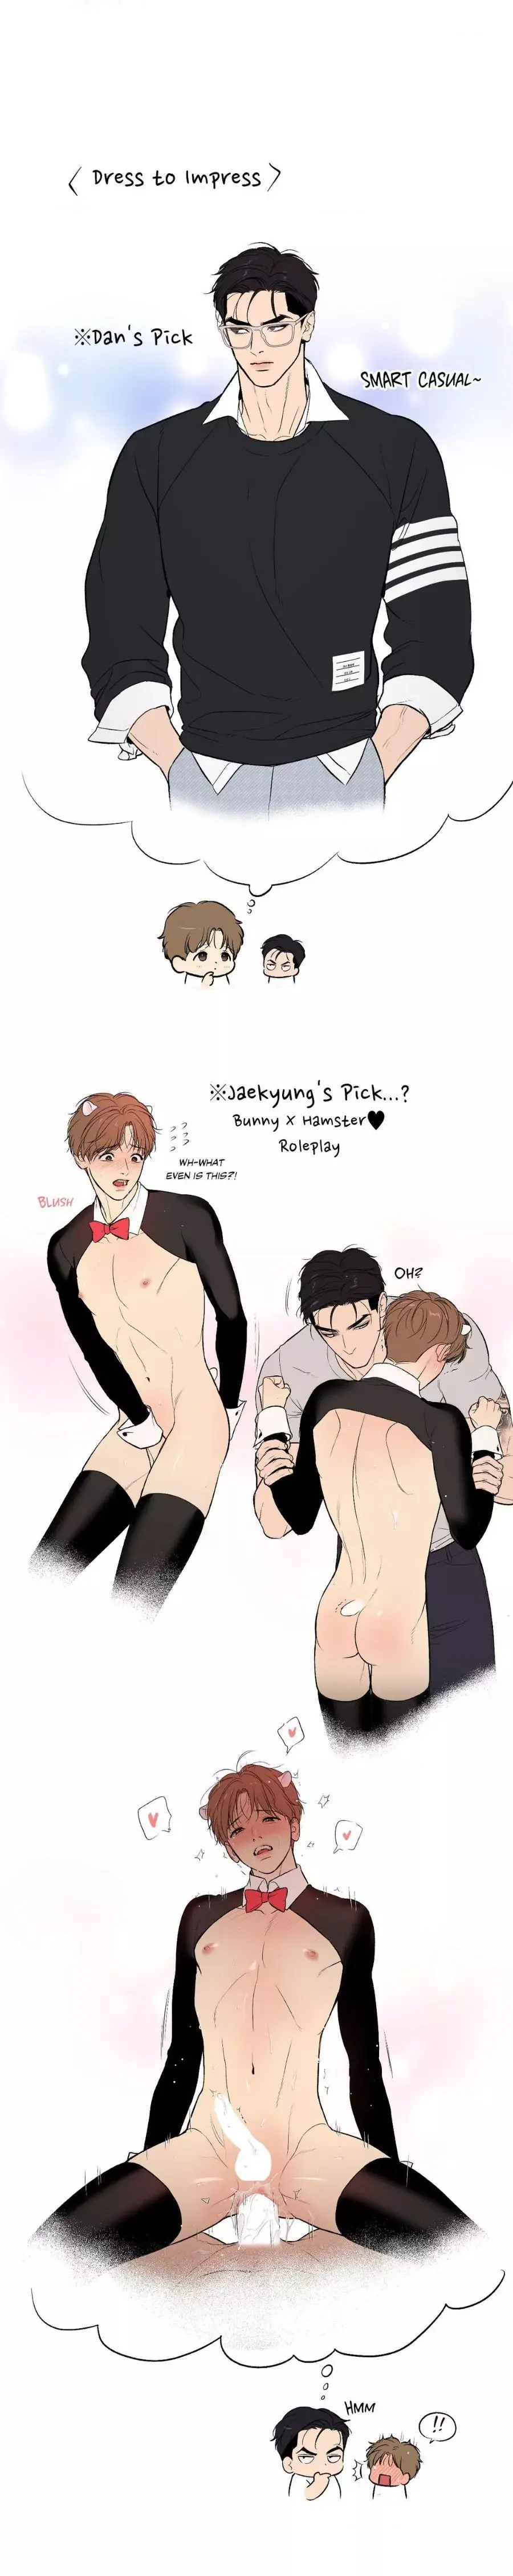 〈 Dress to Impress 〉
※Dan's Pick
SMART CASUAL~
※Jaekyung's Pick...?
Bunny X Hamster♥
Roleplay
WH-WHAT
EVEN IS THIS?!
BLUSH
OH?
HMM
!!